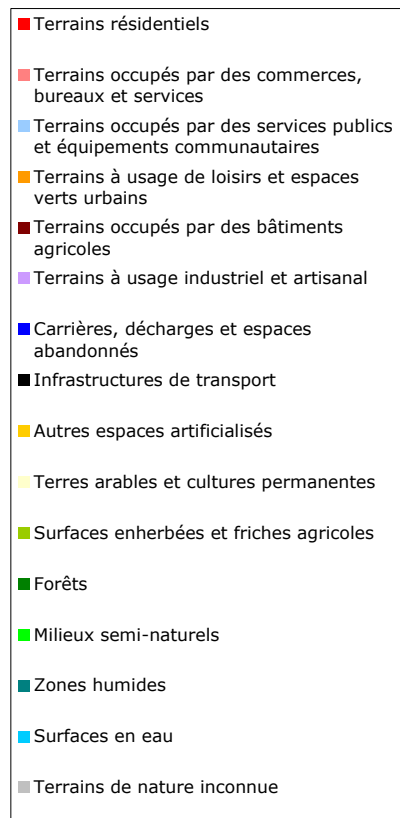 Terrains résidentiels
Terrains occupés par des commerces,
bureaux et services
Terrains occupés par des services publics
et équipements communautaires
Terrains à usage de loisirs et espaces
verts urbains
Terrains occupés par des bâtiments
agricoles
Terrains à usage industriel et artisanal
Carrières, décharges et espaces
abandonnés
Infrastructures de transport
Autres espaces artificialisés
Terres arables et cultures permanentes
Surfaces enherbées et friches agricoles
Forêts
Milieux semi-naturels
Zones humides
Surfaces en eau
Terrains de nature inconnue